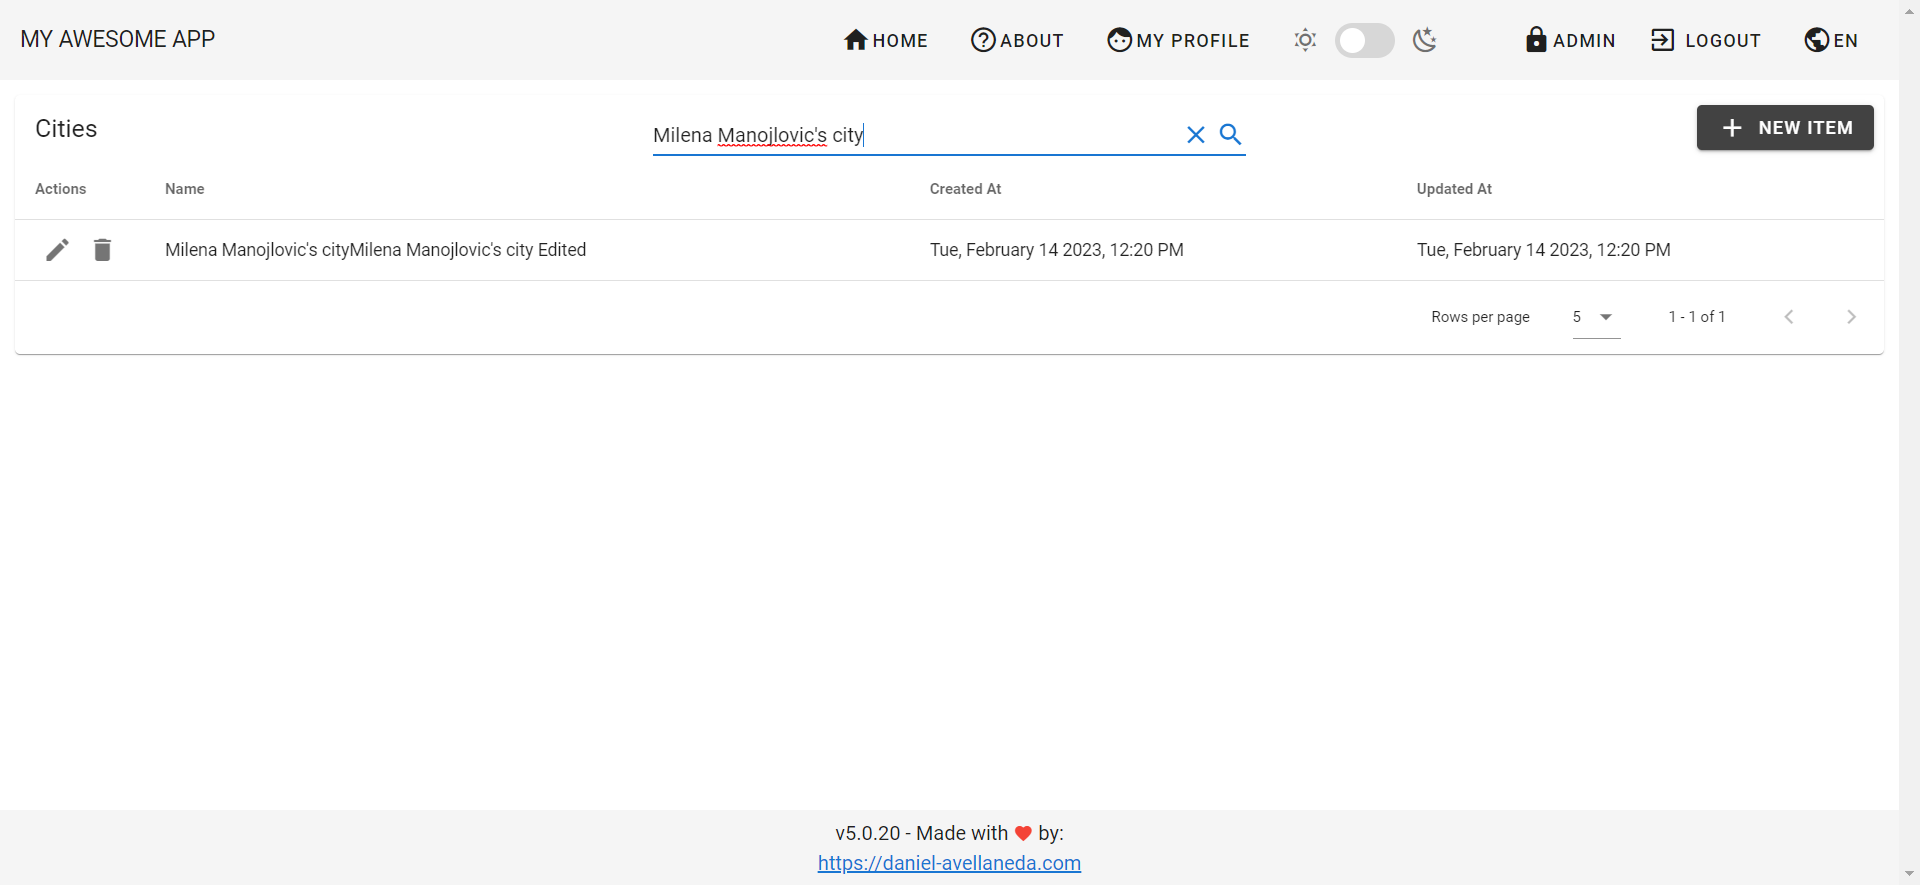 MY AWESOME APP
HOME
ABOUT
MY PROFILE
ADMIN
LOGOUT
EN
Cities
Milena Manojlovic's city
NEW ITEM
Actions
Name
Created At
Updated At
Milena Manojlovic's cityMilena Manojlovic's city Edited
Tue, February 14 2023, 12:20 PM
Tue, February 14 2023, 12:20 PM
Rows per page
5
1 - 1 of 1
v5.0.20 - Made with ❤ by:
https://daniel-avellaneda.com